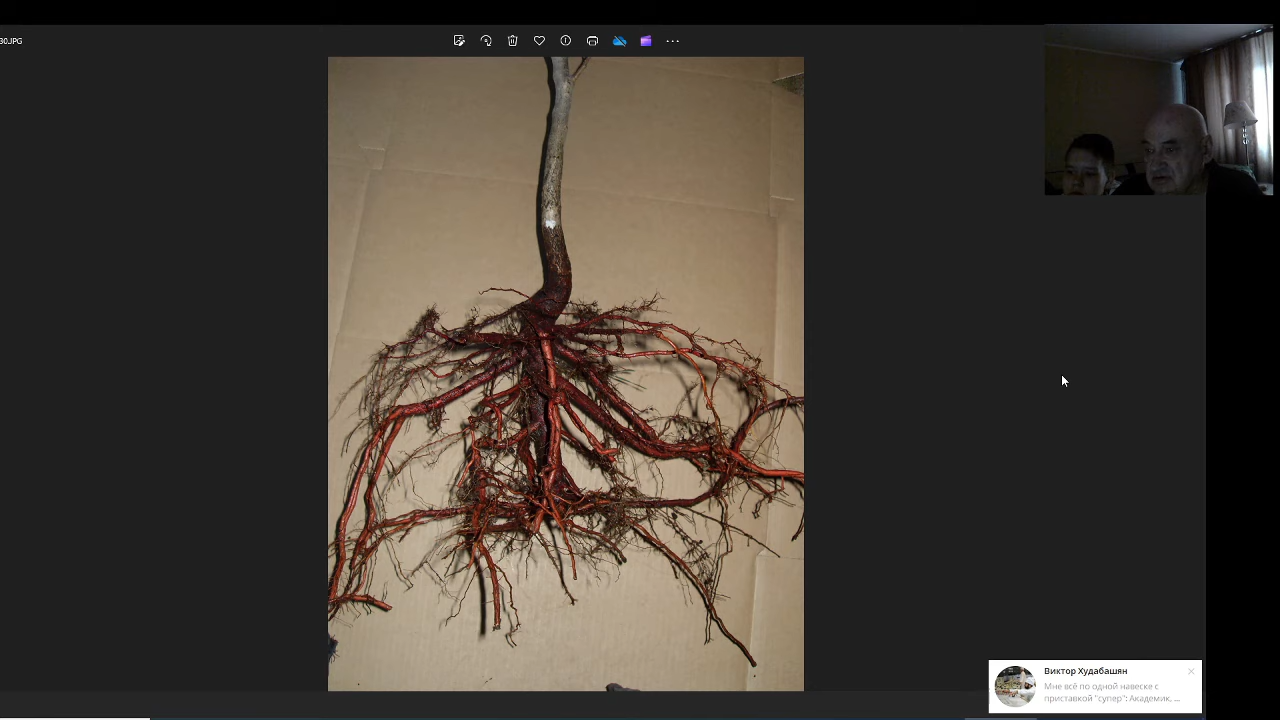 30.JPG
Виктор Худабашян
Мне всё по одной навеске с
приставкой "супер": Академик, ...